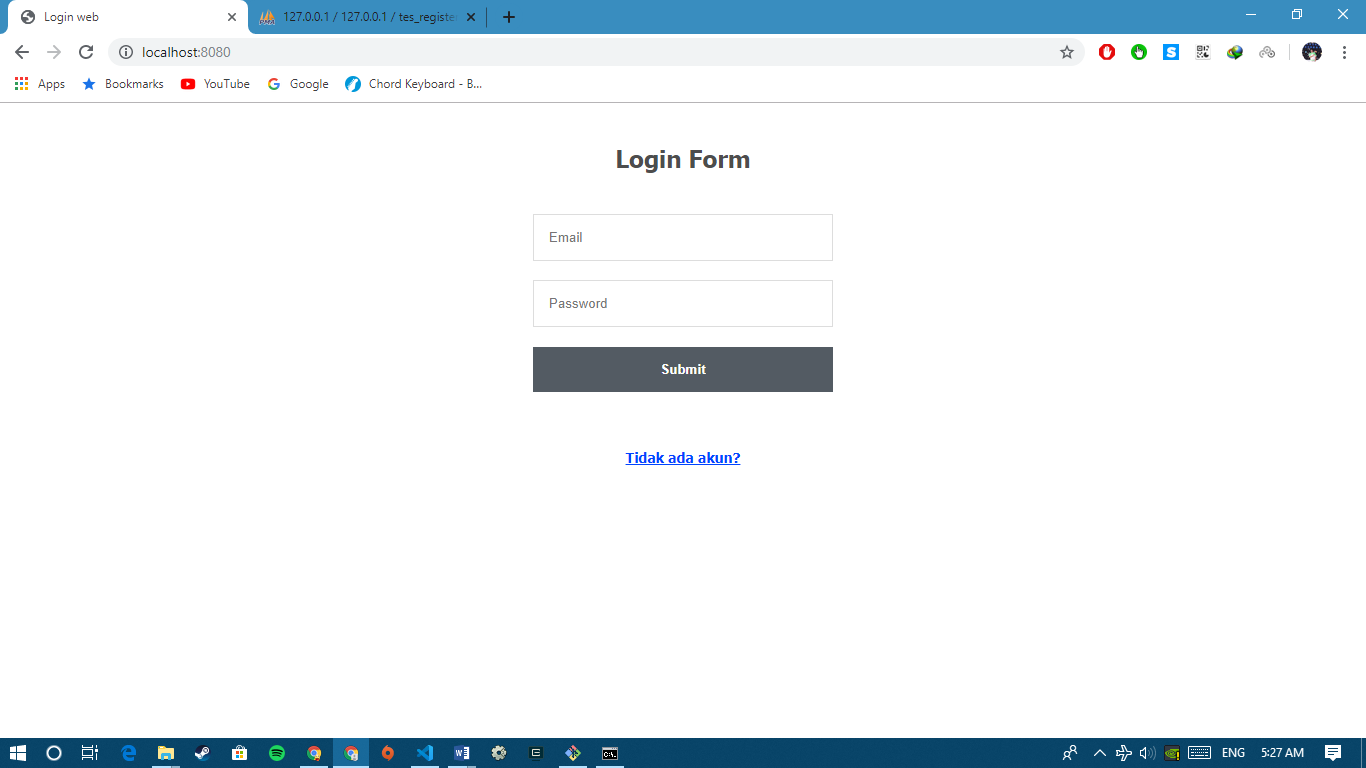 Login web
127.0.0.1 / 127.0.0.1 / tes_register
localhost:8080
Apps
Bookmarks
YouTube
Google
Chord Keyboard - B...
Login Form
Email
Password
Submit
Tidak ada akun?
ENG
5:27 AM